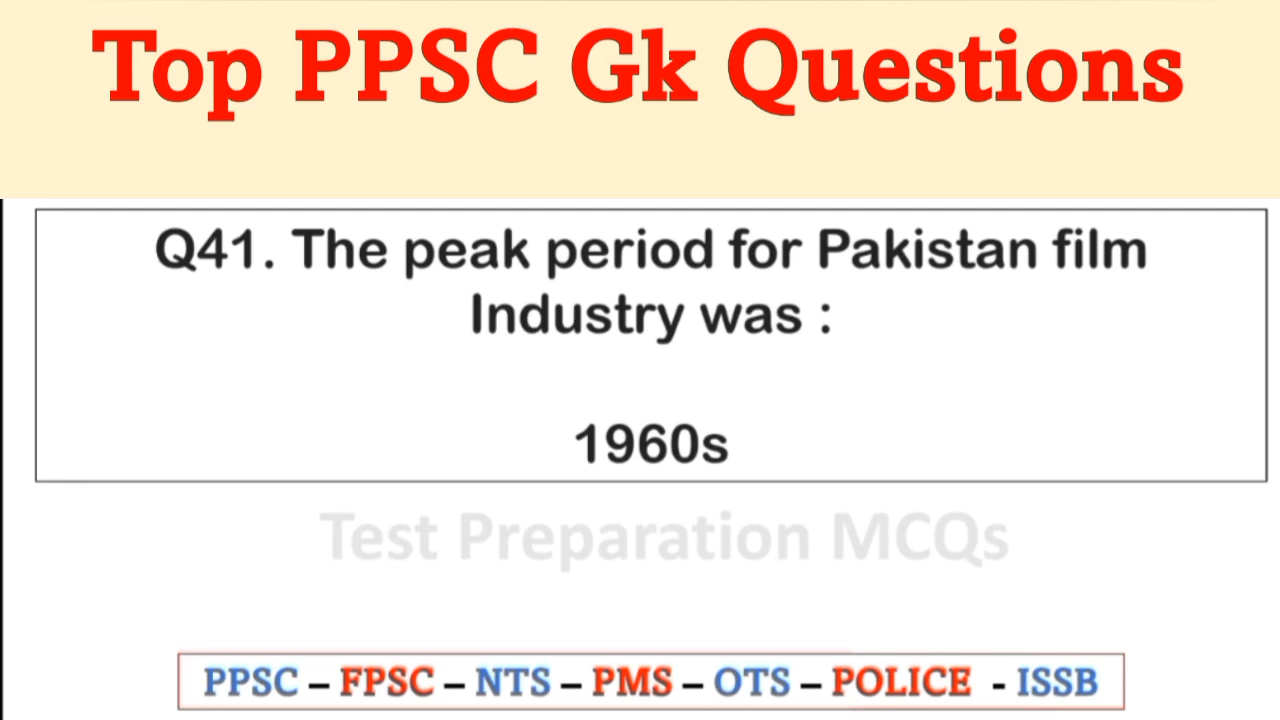 Top PPSC Gk Questions
Q41. The peak period for Pakistan film
Industry was :
1960s
Test Preparation MCQs
PPSC – FPSC – NTS – PMS – OTS – POLICE - ISSB